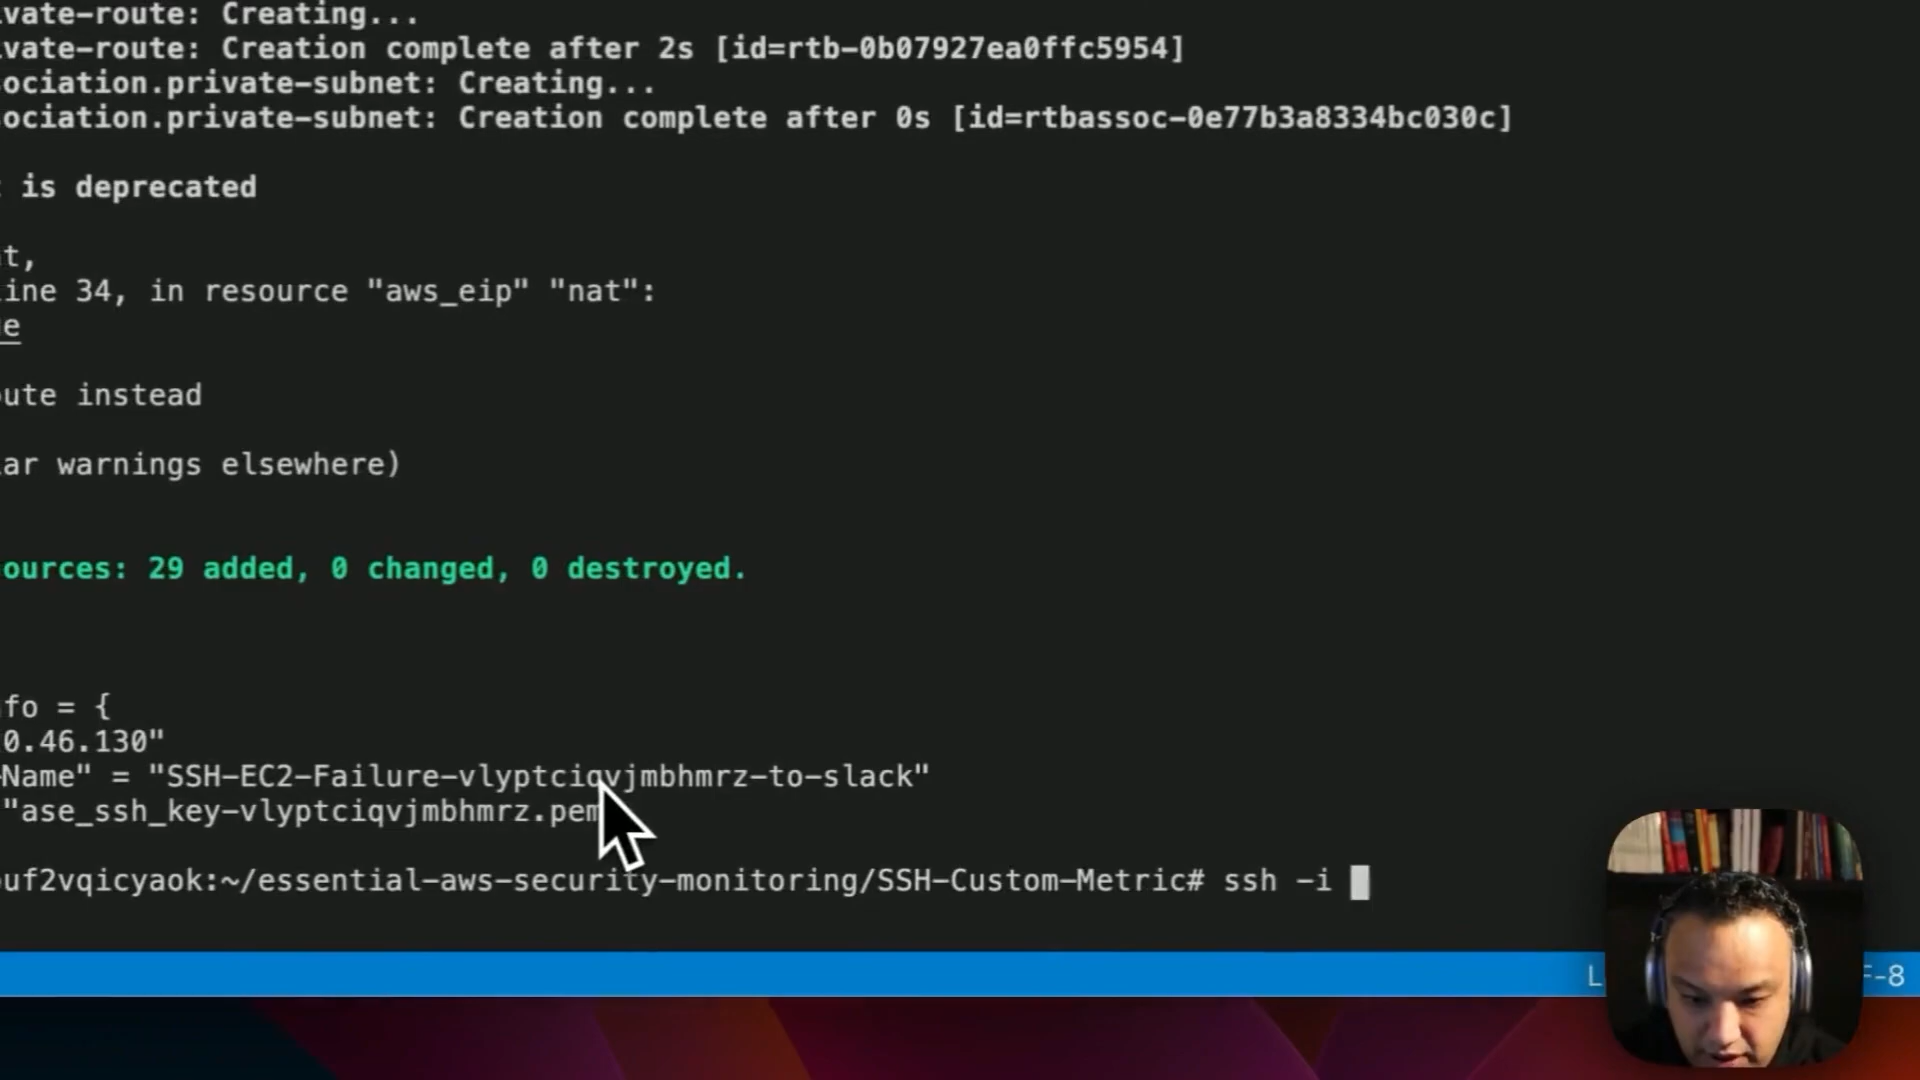 ivate-route: Creating...
ivate-route: Creation complete after 2s [id=rtb-0b07927ea0ffc5954]
ociation.private-subnet: Creating...
ociation.private-subnet: Creation complete after 0s [id=rtbassoc-0e77b3a8334bc030c]
is deprecated
t,
ine 34, in resource "aws_eip" "nat":
e
ute instead
ar warnings elsewhere)
ources: 29 added, 0 changed, 0 destroyed.
fo = {
0.46.130"
Name" = "SSH-EC2-Failure-vlyptciqvjmbhmrz-to-slack"
"ase_ssh_key-vlyptciqvjmbhmrz.pem
uf2vqicyaok:~/essential-aws-security-monitoring/SSH-Custom-Metric# ssh -i
L F-8